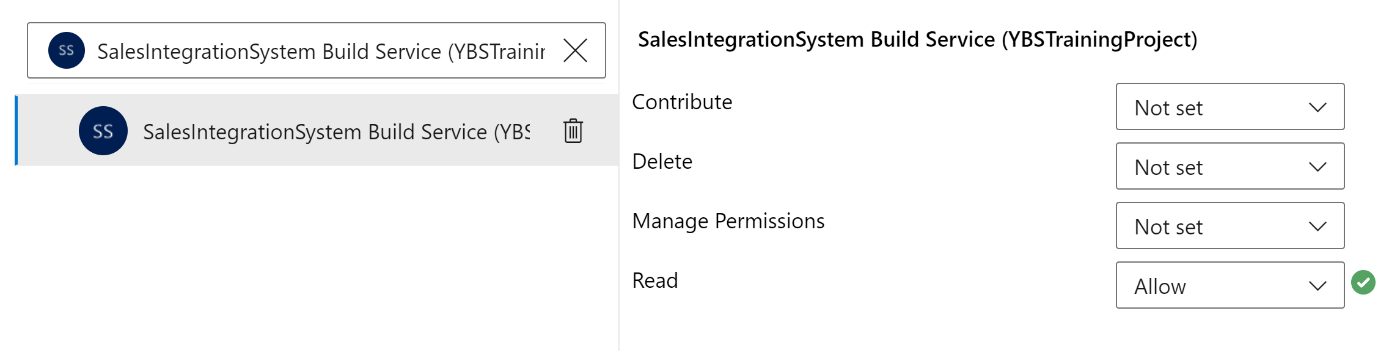 SS SalesIntegrationSystem Build Service (YBSTrainin
SS SalesIntegrationSystem Build Service (YBS
SalesIntegrationSystem Build Service (YBSTrainingProject)
Contribute Not set
Delete Not set
Manage Permissions Not set
Read Allow